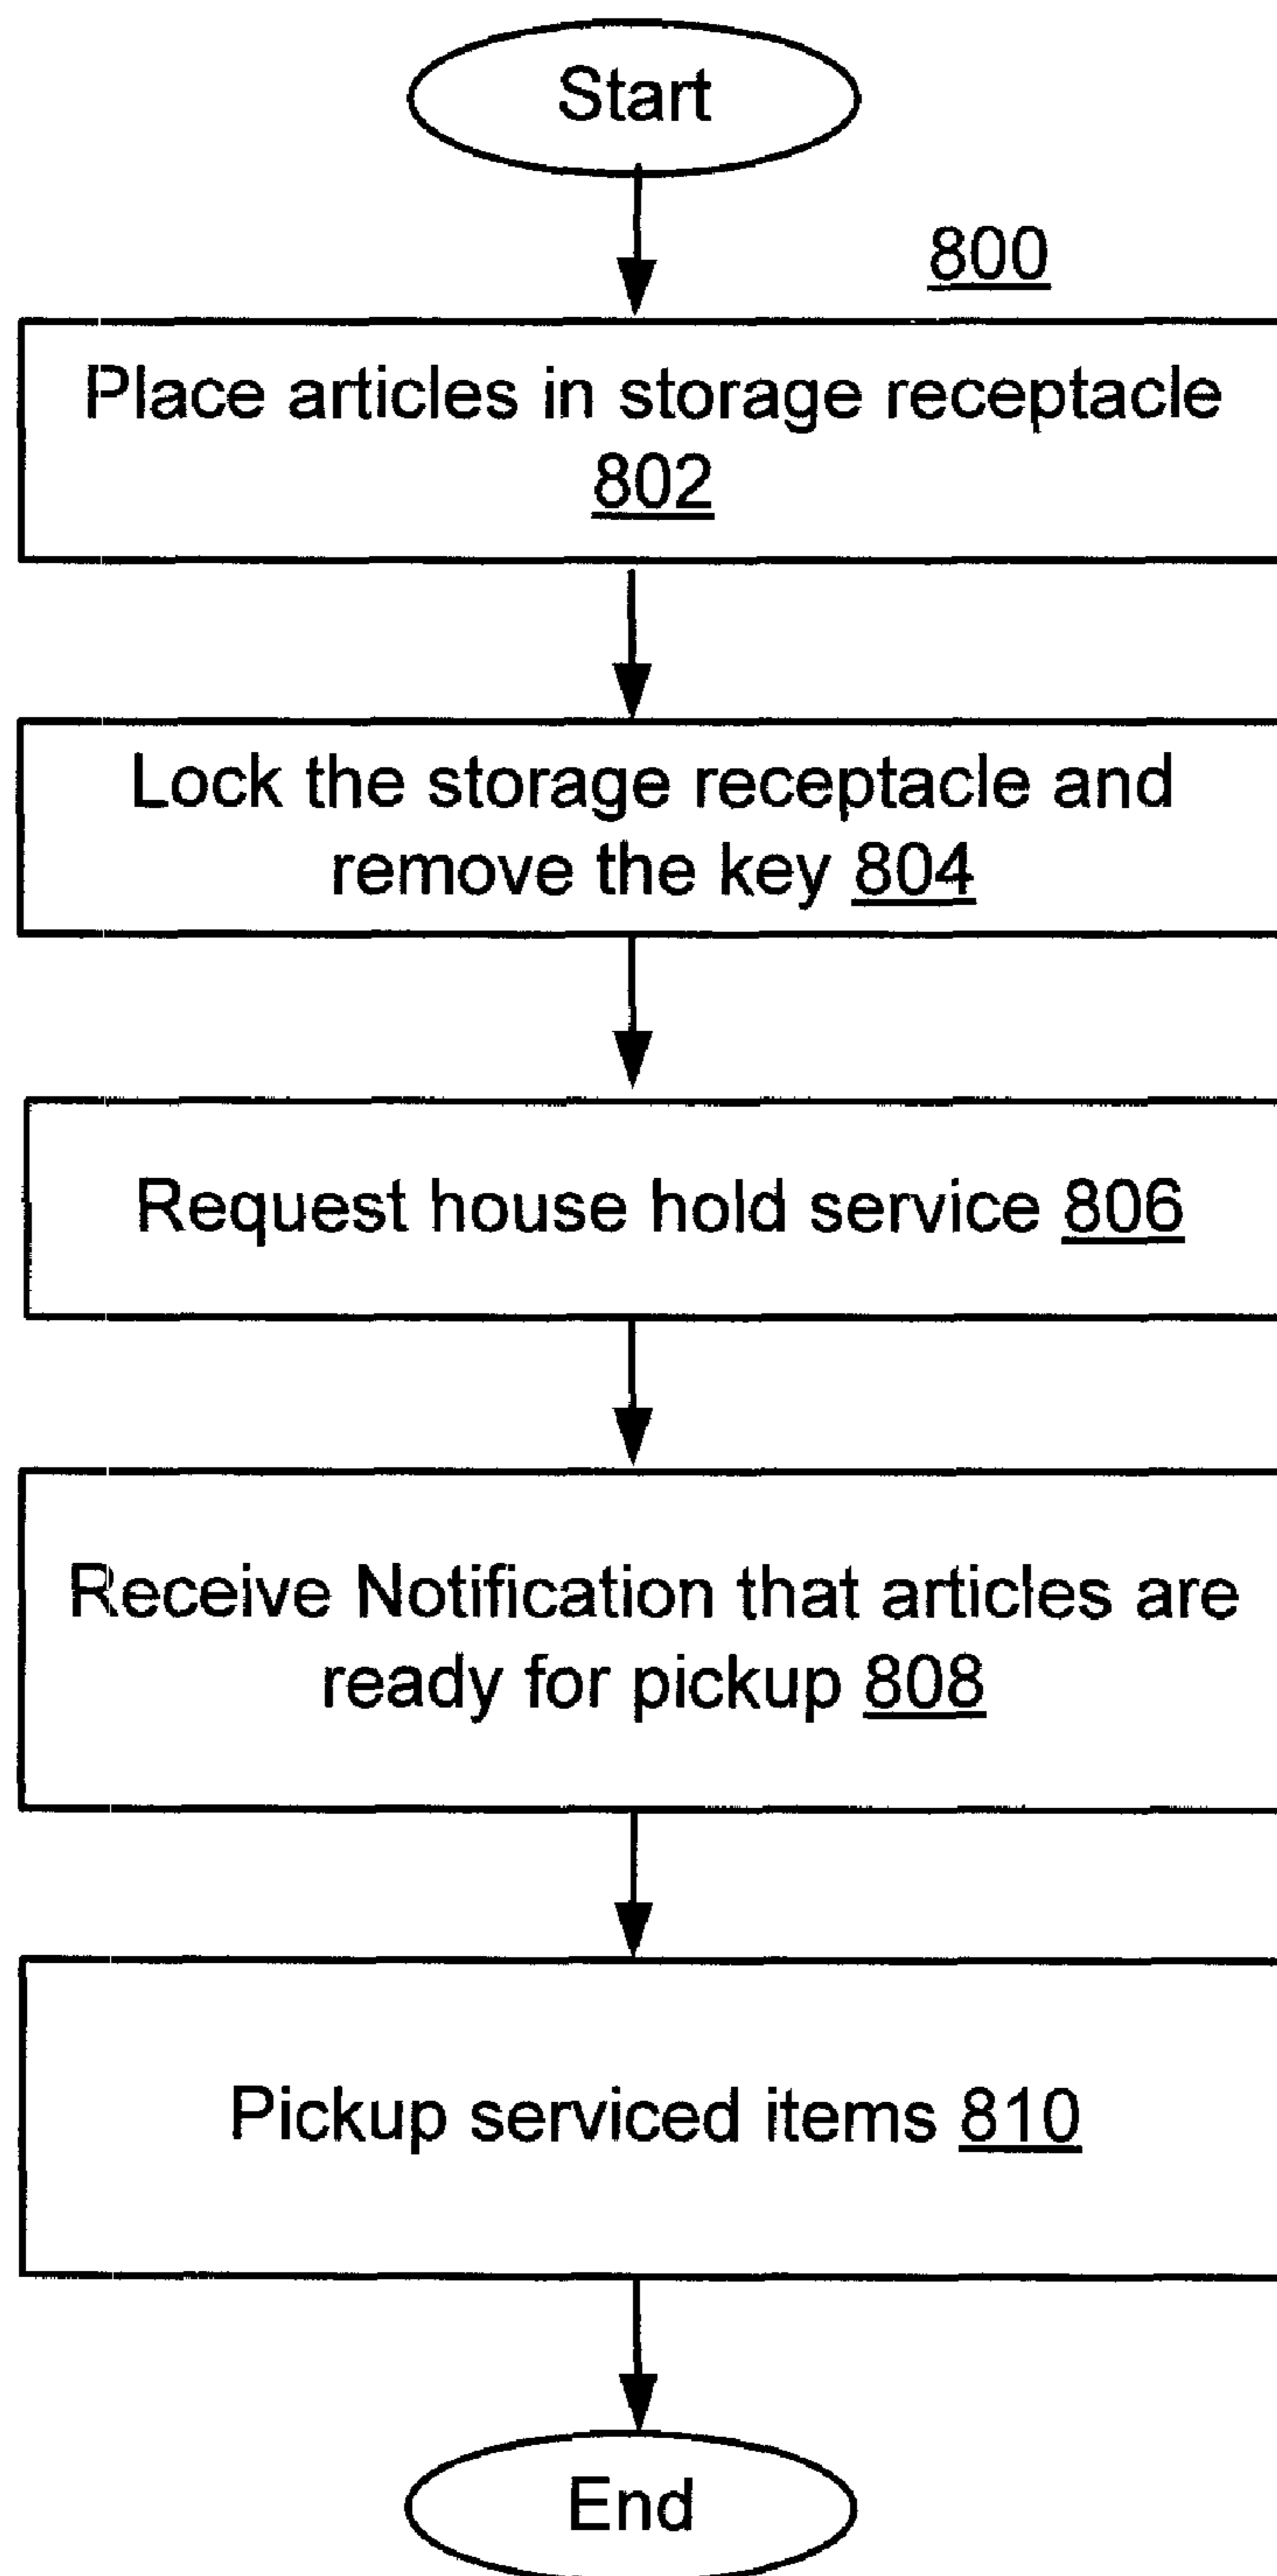 Start
800
Place articles in storage receptacle
802
Lock the storage receptacle and
remove the key 804
Request house hold service 806
Receive Notification that articles are
ready for pickup 808
Pickup serviced items 810
End